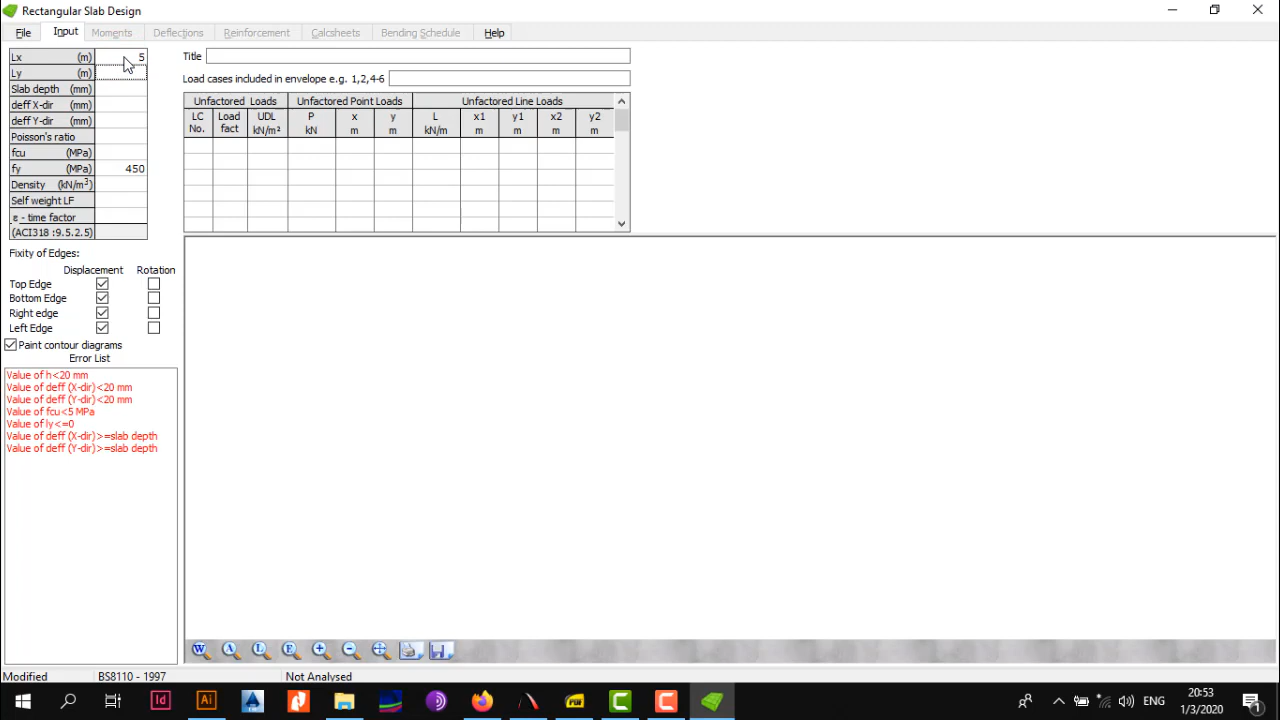 Rectangular Slab Design
File Input Moments Deflections Reinforcement Calcsheets Bending Schedule Help
Lx (m) 5
Ly (m)
Slab depth (mm)
deff X-dir (mm)
deff Y-dir (mm)
Poisson's ratio
fcu (MPa)
fy (MPa) 450
Density (kN/m³)
Self weight LF
ε - time factor
(ACI318 :9.5.2.5)
Title
Load cases included in envelope e.g. 1,2,4-6
Unfactored Loads Unfactored Point Loads Unfactored Line Loads
LC Load UDL P x y L x1 y1 x2 y2
No. fact kN/m² kN m m kN/m m m m m
Fixity of Edges:
Displacement Rotation
Top Edge
Bottom Edge
Right edge
Left Edge
Paint contour diagrams
Error List
Value of h<20 mm
Value of deff (X-dir)<20 mm
Value of deff (Y-dir)<20 mm
Value of fcu<5 MPa
Value of ly<=0
Value of deff (X-dir)>=slab depth
Value of deff (Y-dir)>=slab depth
W A L E
Modified BS8110 - 1997 Not Analysed
Id Ai ENG 20:53
1/3/2020 1